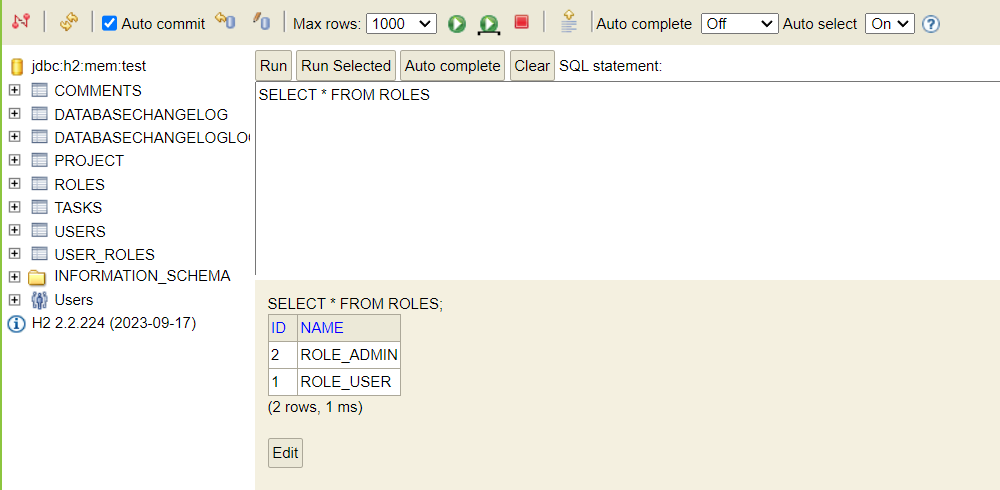 Auto commit Max rows: 1000 Auto complete Off Auto select On ?
jdbc:h2:mem:test
COMMENTS
DATABASECHANGELOG
DATABASECHANGELOGLO
PROJECT
ROLES
TASKS
USERS
USER_ROLES
INFORMATION_SCHEMA
Users
H2 2.2.224 (2023-09-17)
Run Run Selected Auto complete Clear SQL statement:
SELECT * FROM ROLES
SELECT * FROM ROLES;
ID NAME
2 ROLE_ADMIN
1 ROLE_USER
(2 rows, 1 ms)
Edit